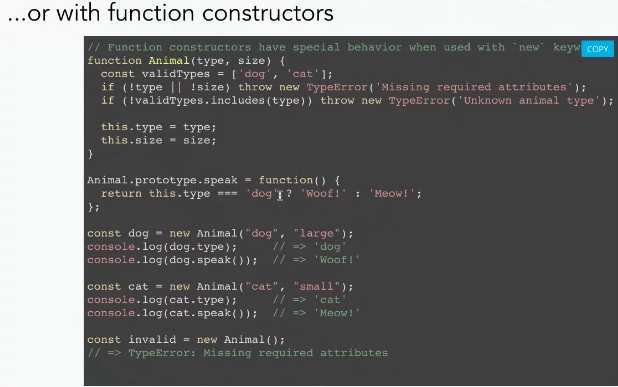 ...or with function constructors
// Function constructors have special behavior when used with `new` keyw
COPY
function Animal(type, size) {
  const validTypes = ['dog', 'cat'];
  if (!type || !size) throw new TypeError('Missing required attributes');
  if (!validTypes.includes(type)) throw new TypeError('Unknown animal type');
  this.type = type;
  this.size = size;
}
Animal.prototype.speak = function() {
  return this.type === 'dog' ? 'Woof!' : 'Meow!';
};
const dog = new Animal("dog", "large");
console.log(dog.type);     // => 'dog'
console.log(dog.speak());  // => 'Woof!'
const cat = new Animal("cat", "small");
console.log(cat.type);     // => 'cat'
console.log(cat.speak());  // => 'Meow!'
const invalid = new Animal();
// => TypeError: Missing required attributes